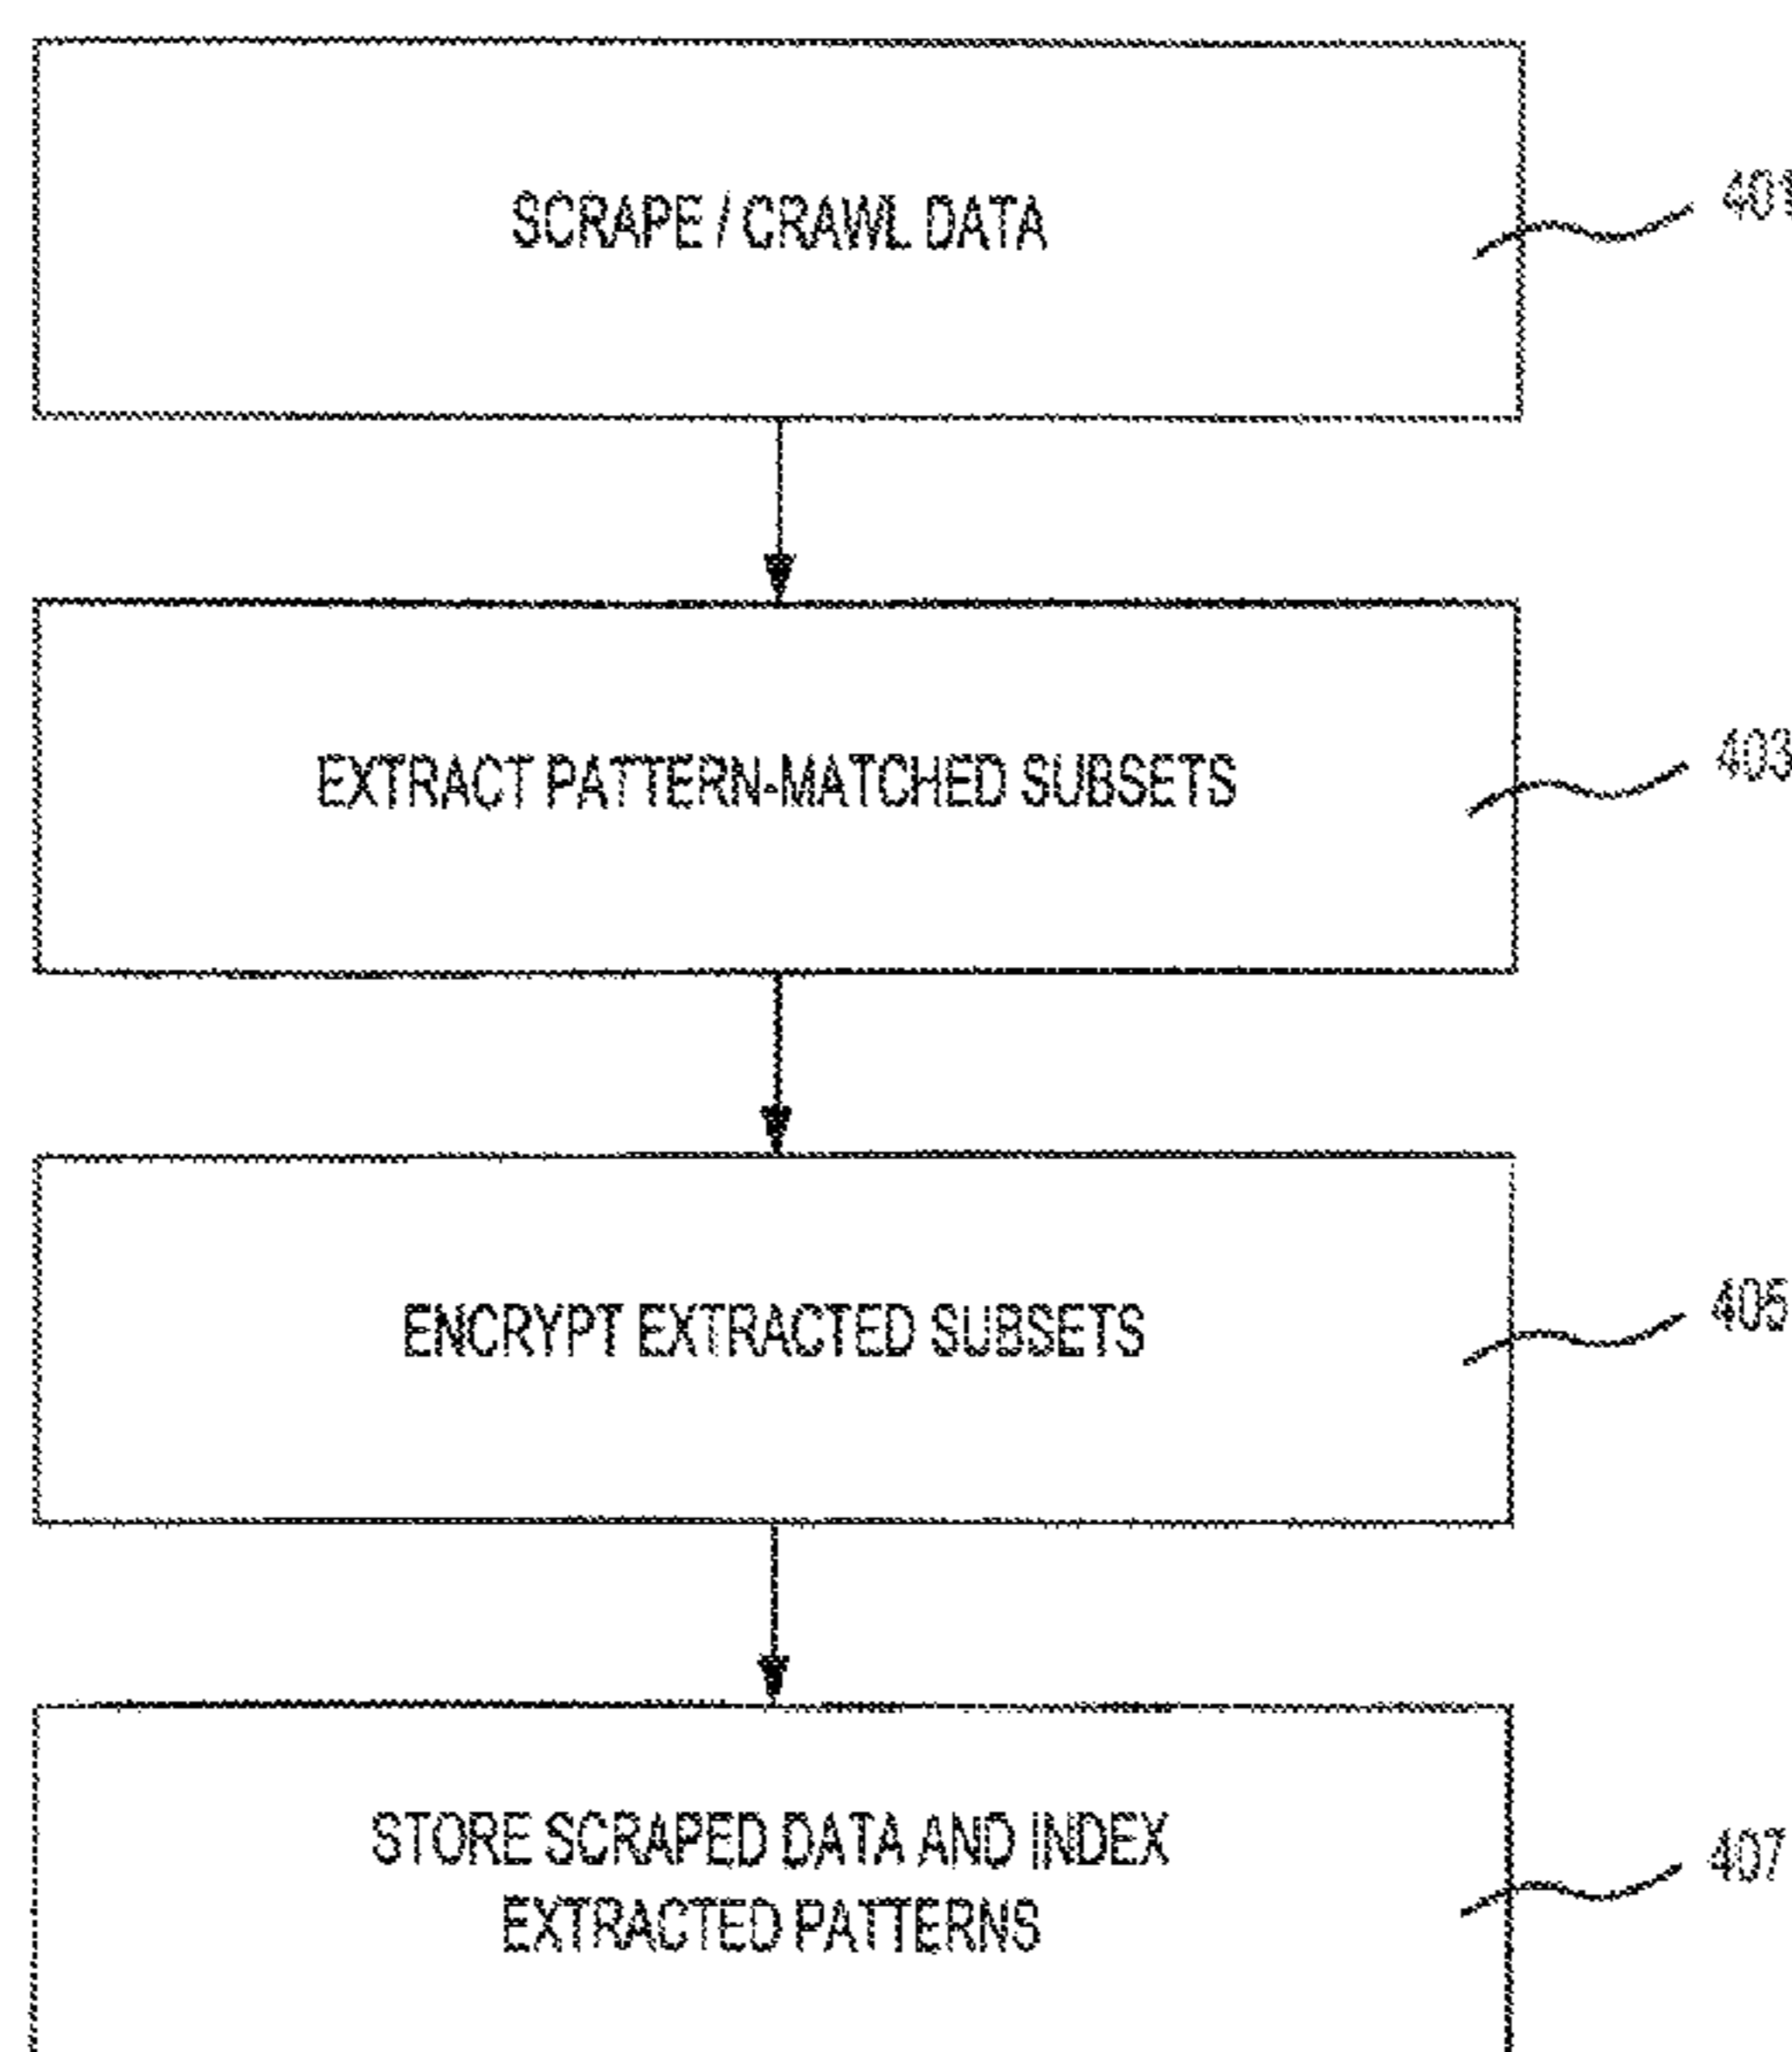 SCRAPE / CRAWL DATA
401
EXTRACT PATTERN-MATCHED SUBSETS
403
ENCRYPT EXTRACTED SUBSETS
405
STORE SCRAPED DATA AND INDEX
EXTRACTED PATTERNS
407